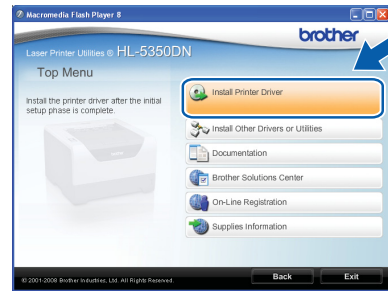 Macromedia Flash Player 8
brother
Laser Printer Utilities © HL-5350DN
Top Menu
Install the printer driver after the initial
setup phase is complete.
Install Printer Driver
Install Other Drivers or Utilities
Documentation
Brother Solutions Center
On-Line Registration
Supplies Information
© 2001-2008 Brother Industries, Ltd. All Rights Reserved.
Back
Exit